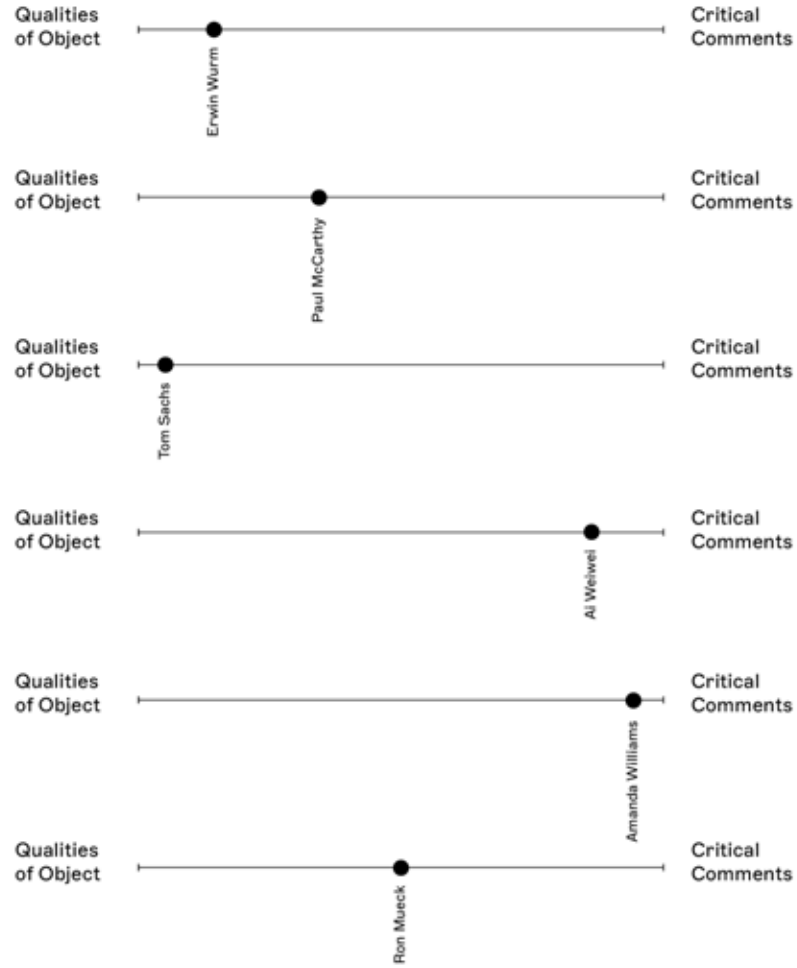 Qualities
of Object
Critical
Comments
Erwin Wurm
Qualities
of Object
Critical
Comments
Paul McCarthy
Qualities
of Object
Critical
Comments
Tom Sachs
Qualities
of Object
Critical
Comments
Ai Weiwei
Qualities
of Object
Critical
Comments
Amanda Williams
Qualities
of Object
Critical
Comments
Ron Mueck